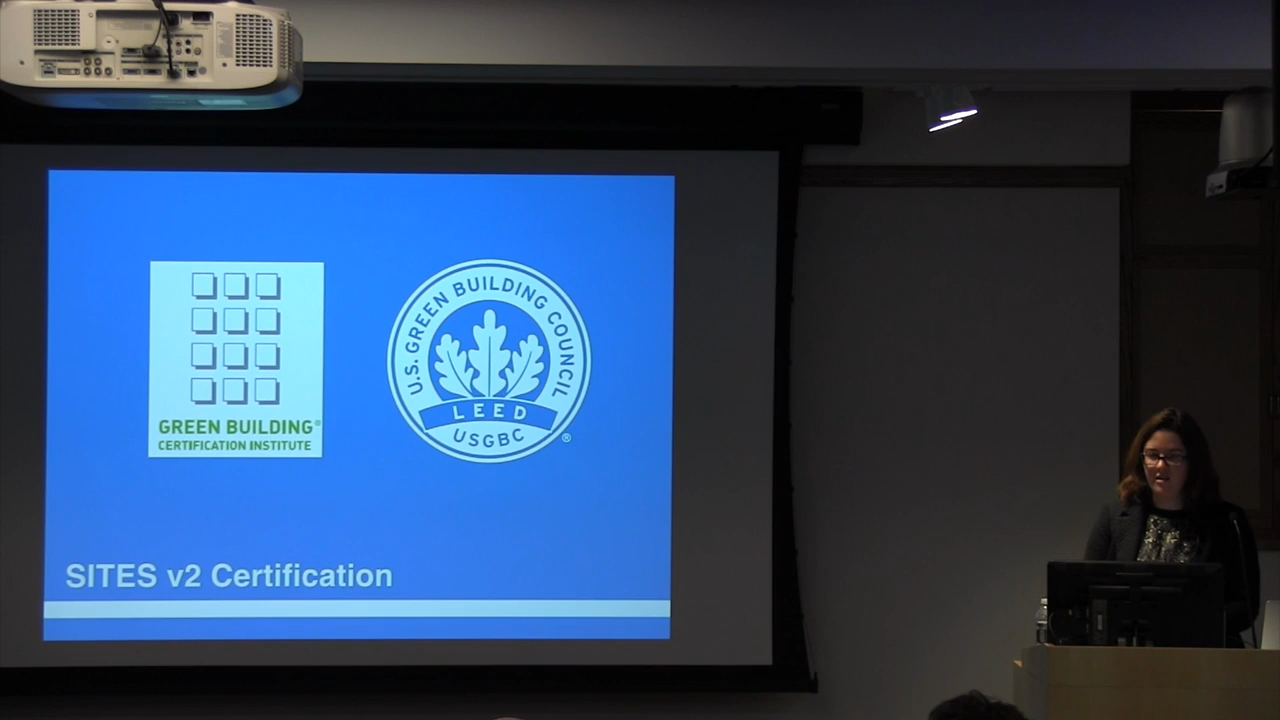 GREEN BUILDING®
CERTIFICATION INSTITUTE
U.S. GREEN BUILDING COUNCIL
LEED
USGBC
®
SITES v2 Certification